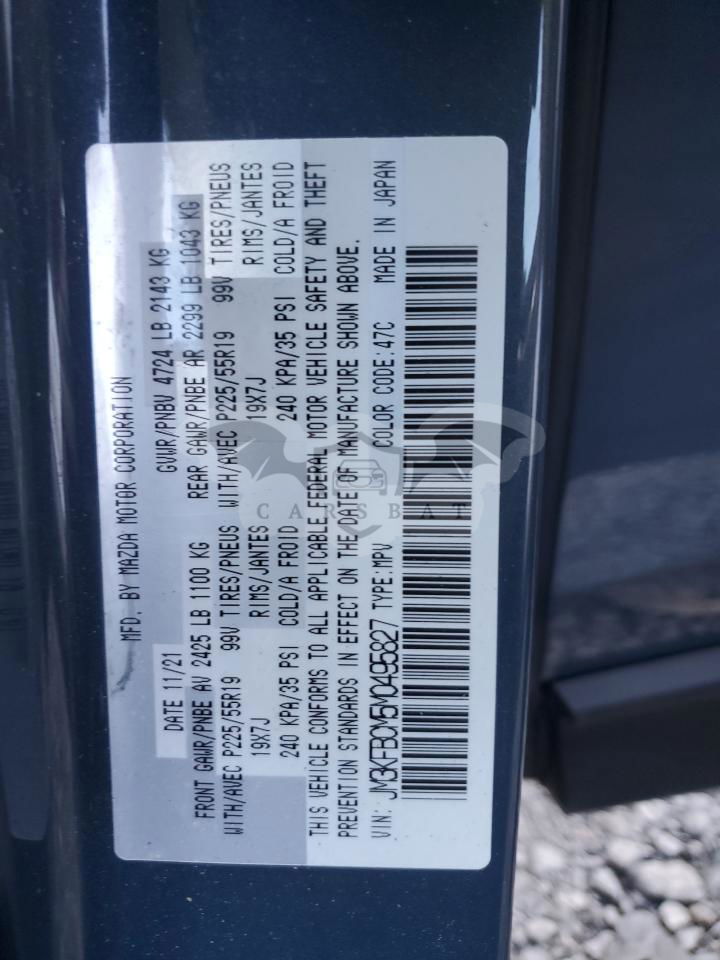 MFD. BY MAZDA MOTOR CORPORATION
DATE 11/21 GVWR/PNBV 4724 LB 2143 KG
FRONT GAWR/PNBE AV 2425 LB 1100 KG REAR GAWR/PNBE AR 2299 LB 1043 KG
WITH/AVEC P225/55R19 99V TIRES/PNEUS WITH/AVEC P225/55R19 99V TIRES/PNEUS
19X7J RIMS/JANTES 19X7J RIMS/JANTES
240 KPA/35 PSI COLD/A FROID 240 KPA/35 PSI COLD/A FROID
THIS VEHICLE CONFORMS TO ALL APPLICABLE FEDERAL MOTOR VEHICLE SAFETY AND THEFT
PREVENTION STANDARDS IN EFFECT ON THE DATE OF MANUFACTURE SHOWN ABOVE.
VIN: JM3KFBCM5M0495827 TYPE:MPV COLOR CODE:47C MADE IN JAPAN
CARSBAT